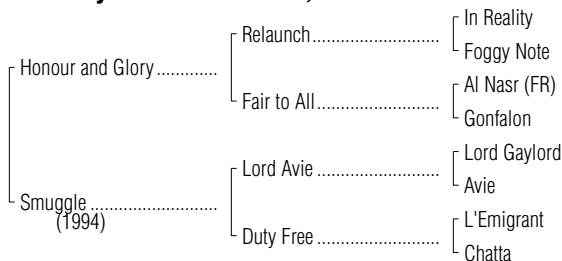 In Reality
Relaunch
Foggy Note
Honour and Glory
Al Nasr (FR)
Fair to All
Gonfalon
Lord Gaylord
Lord Avie
Avie
Smuggle
(1994)
L'Emigrant
Duty Free
Chatta